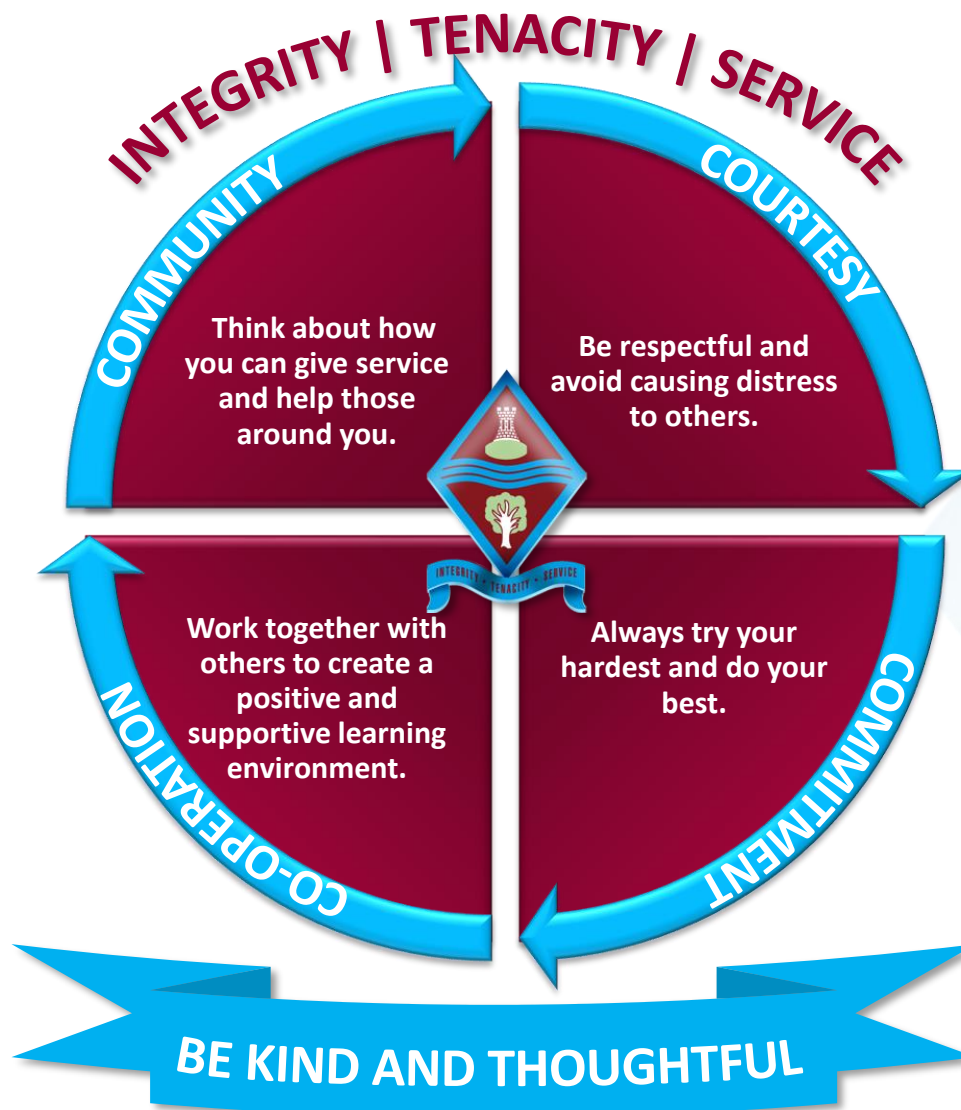 INTEGRITY | TENACITY | SERVICE
COMMUNITY
Think about how
you can give service
and help those
around you.
COURTESY
Be respectful and
avoid causing distress
to others.
INTEGRITY • TENACITY • SERVICE
CO-OPERATION
Work together with
others to create a
positive and
supportive learning
environment.
COMMITMENT
Always try your
hardest and do your
best.
BE KIND AND THOUGHTFUL